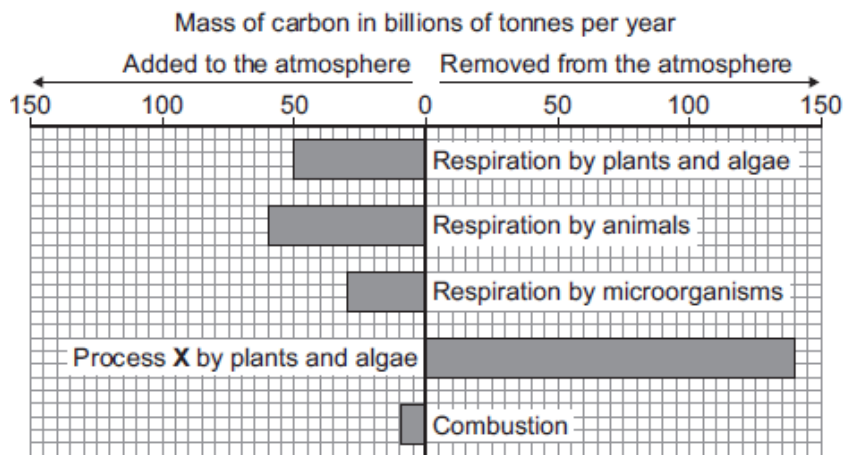 Mass of carbon in billions of tonnes per year
Added to the atmosphere Removed from the atmosphere
150 100 50 0 50 100 150
Respiration by plants and algae
Respiration by animals
Respiration by microorganisms
Process X by plants and algae
Combustion